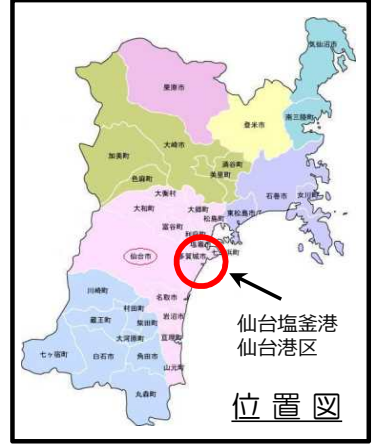 気仙沼市
栗原市
南三陸町
登米市
大崎市
加美町
涌谷町
美里町
色麻町
石巻市
女川町
大衡村
大和町
大郷町
東松島市
松島町
富谷町
利府町
塩竈市
多賀城市
七ヶ浜町
仙台市
川崎町
名取市
村田町
岩沼市
蔵王町
柴田町
大河原町
亘理町
七ヶ宿町
白石市
角田市
山元町
丸森町
仙台塩釜港
仙台港区
位置図